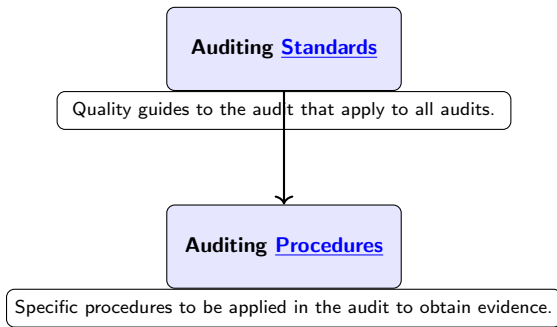 Auditing Standards
Quality guides to the audit that apply to all audits.
Auditing Procedures
Specific procedures to be applied in the audit to obtain evidence.